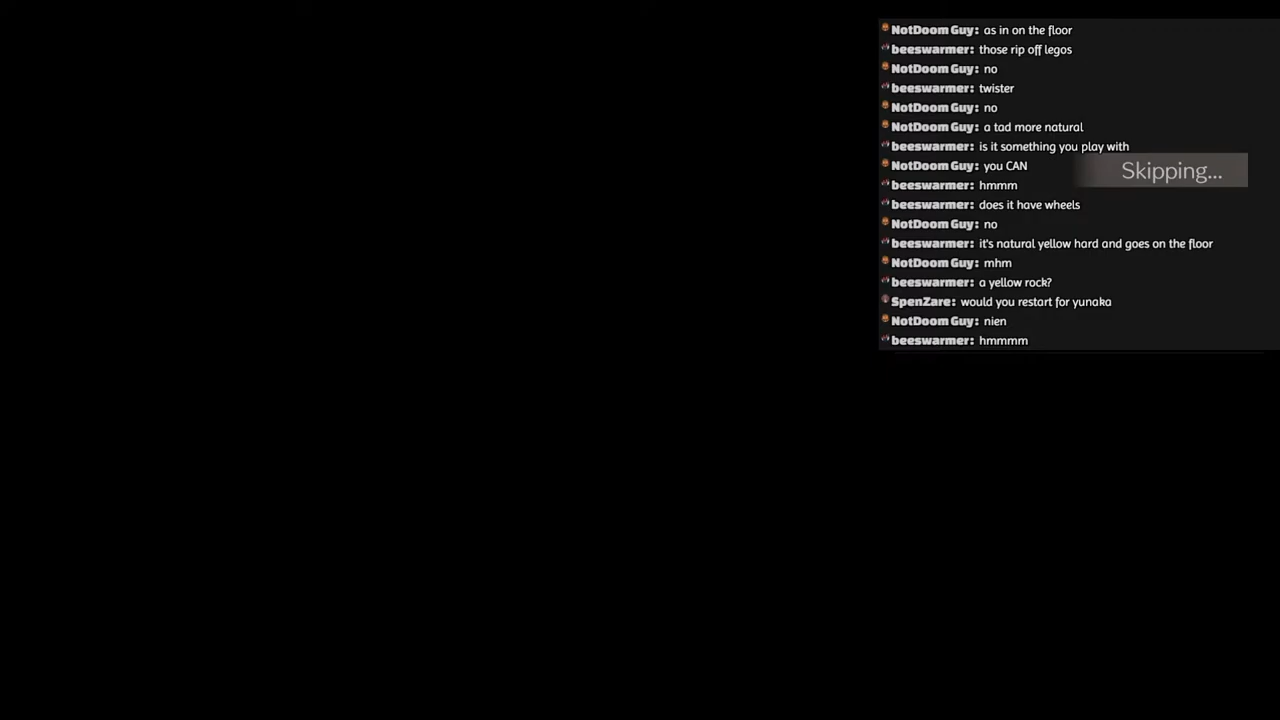 NotDoom Guy: as in on the floor
beeswarmer: those rip off legos
NotDoom Guy: no
beeswarmer: twister
NotDoom Guy: no
NotDoom Guy: a tad more natural
beeswarmer: is it something you play with
NotDoom Guy: you CAN
Skipping...
beeswarmer: hmmm
beeswarmer: does it have wheels
NotDoom Guy: no
beeswarmer: it's natural yellow hard and goes on the floor
NotDoom Guy: mhm
beeswarmer: a yellow rock?
SpenZare: would you restart for yunaka
NotDoom Guy: nien
beeswarmer: hmmmm